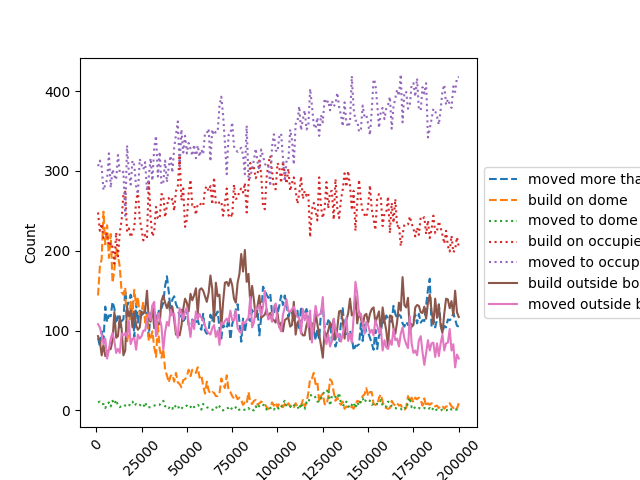 400
300
200
100
0
Count
0
25000
50000
75000
100000
125000
150000
175000
200000
moved more tha
build on dome
moved to dome
build on occupie
moved to occup
build outside bo
moved outside b